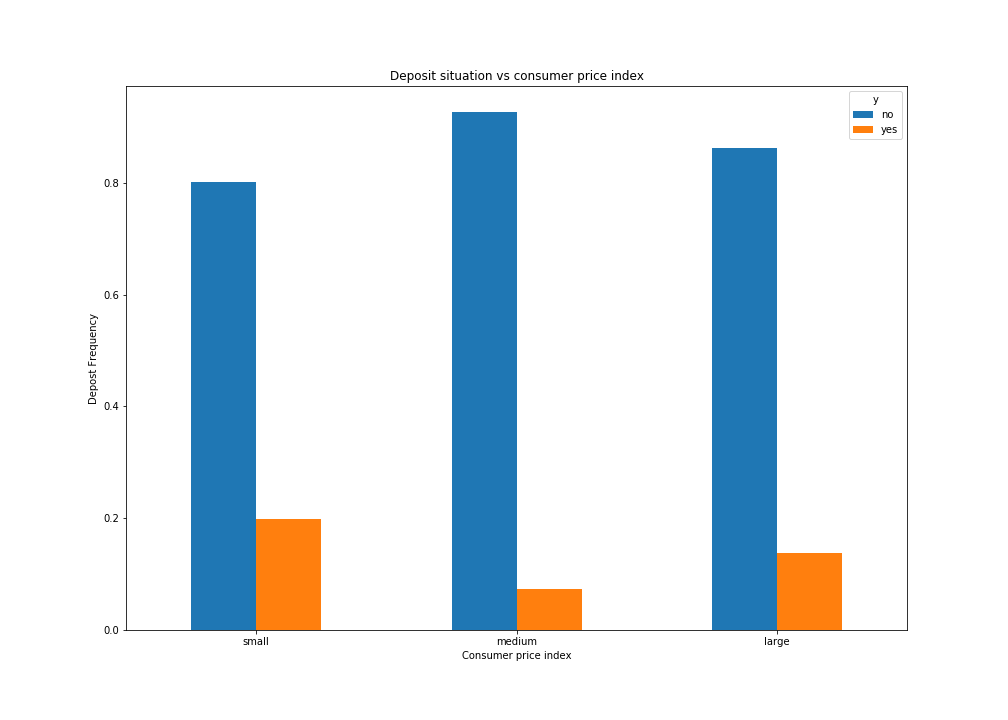 Deposit situation vs consumer price index
y
no
yes
Depost Frequency
0.8
0.6
0.4
0.2
0.0
small medium large
Consumer price index